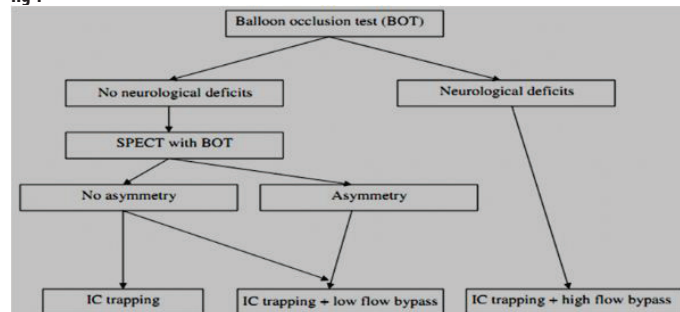 Balloon occlusion test (BOT)
No neurological deficits
Neurological deficits
SPECT with BOT
No asymmetry
Asymmetry
IC trapping
IC trapping + low flow bypass
IC trapping + high flow bypass